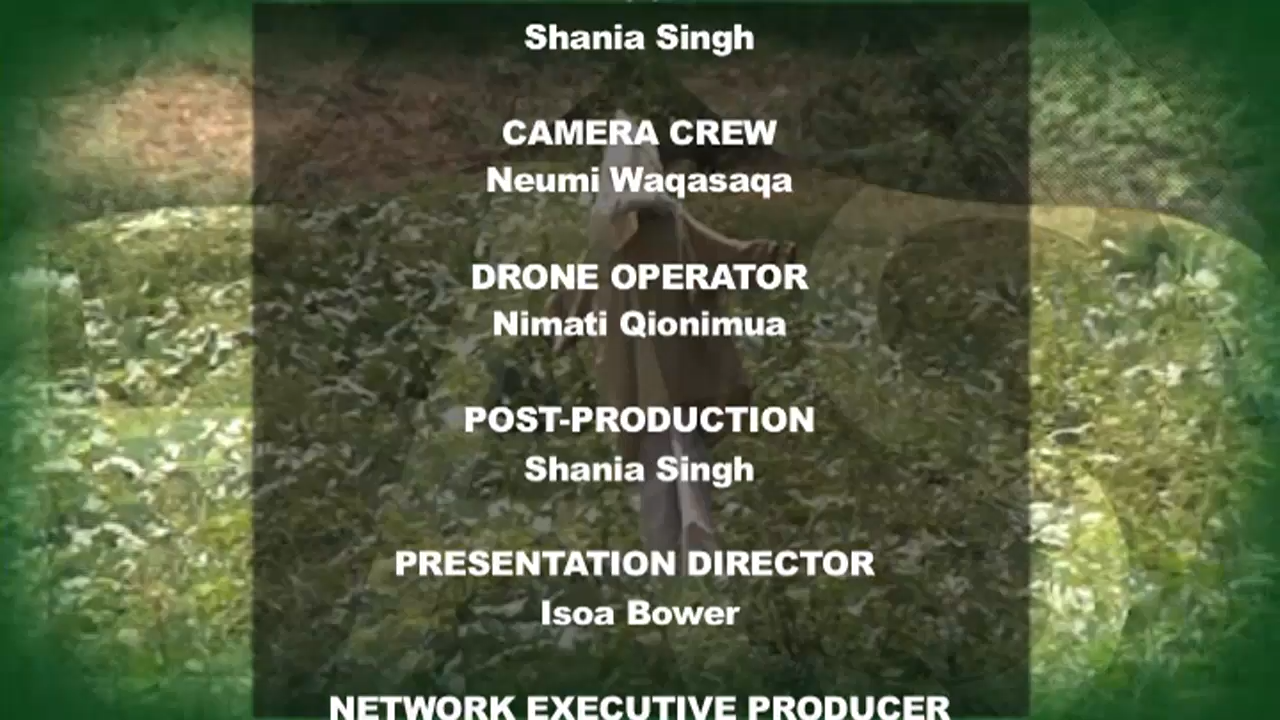 Shania Singh
CAMERA CREW
Neumi Waqasaqa
DRONE OPERATOR
Nimati Qionimua
POST-PRODUCTION
Shania Singh
PRESENTATION DIRECTOR
Isoa Bower
NETWORK EXECUTIVE PRODUCER